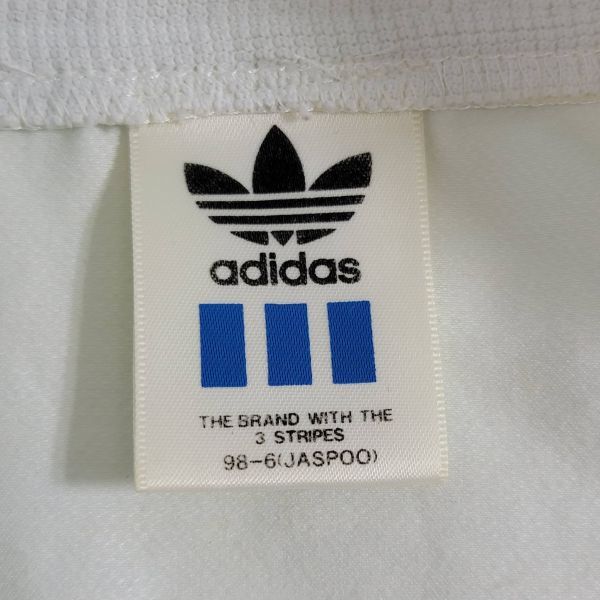 adidas
THE BRAND WITH THE
3 STRIPES
98-6(JASPOO)